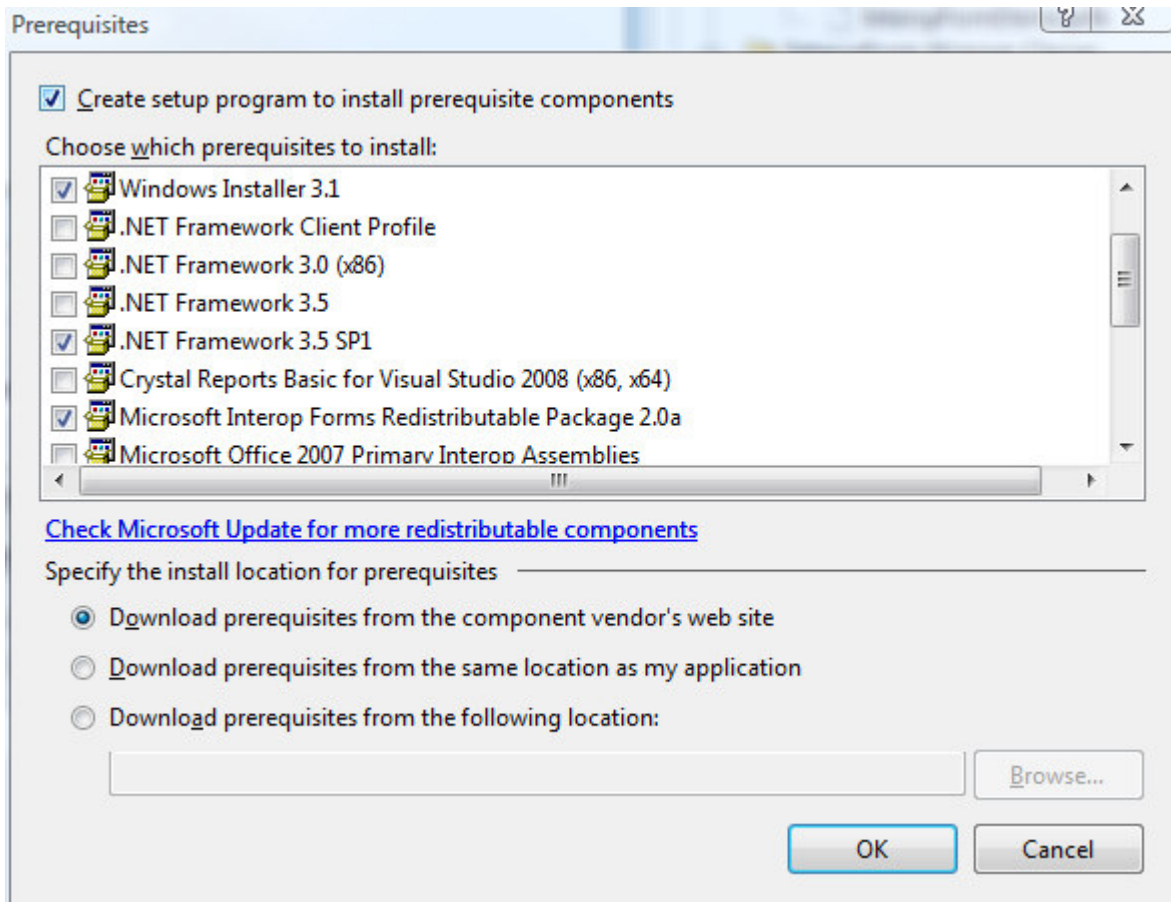 Prerequisites
Create setup program to install prerequisite components
Choose which prerequisites to install:
Windows Installer 3.1
.NET Framework Client Profile
.NET Framework 3.0 (x86)
.NET Framework 3.5
.NET Framework 3.5 SP1
Crystal Reports Basic for Visual Studio 2008 (x86, x64)
Microsoft Interop Forms Redistributable Package 2.0a
Microsoft Office 2007 Primary Interop Assemblies
Check Microsoft Update for more redistributable components
Specify the install location for prerequisites
Download prerequisites from the component vendor's web site
Download prerequisites from the same location as my application
Download prerequisites from the following location:
Browse...
OK Cancel